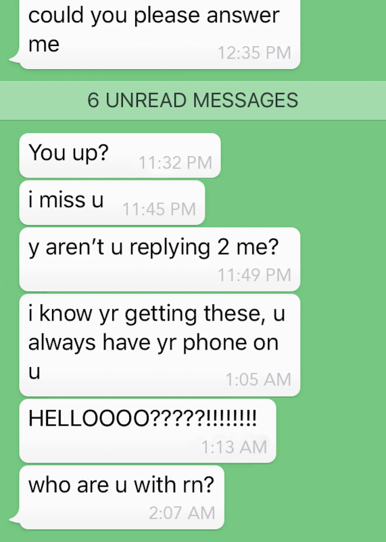 could you please answer
me
12:35 PM
6 UNREAD MESSAGES
You up?
11:32 PM
i miss u
11:45 PM
y aren’t u replying 2 me?
11:49 PM
i know yr getting these, u
always have yr phone on
u
1:05 AM
HELLOOOO?????!!!!!!!!
1:13 AM
who are u with rn?
2:07 AM